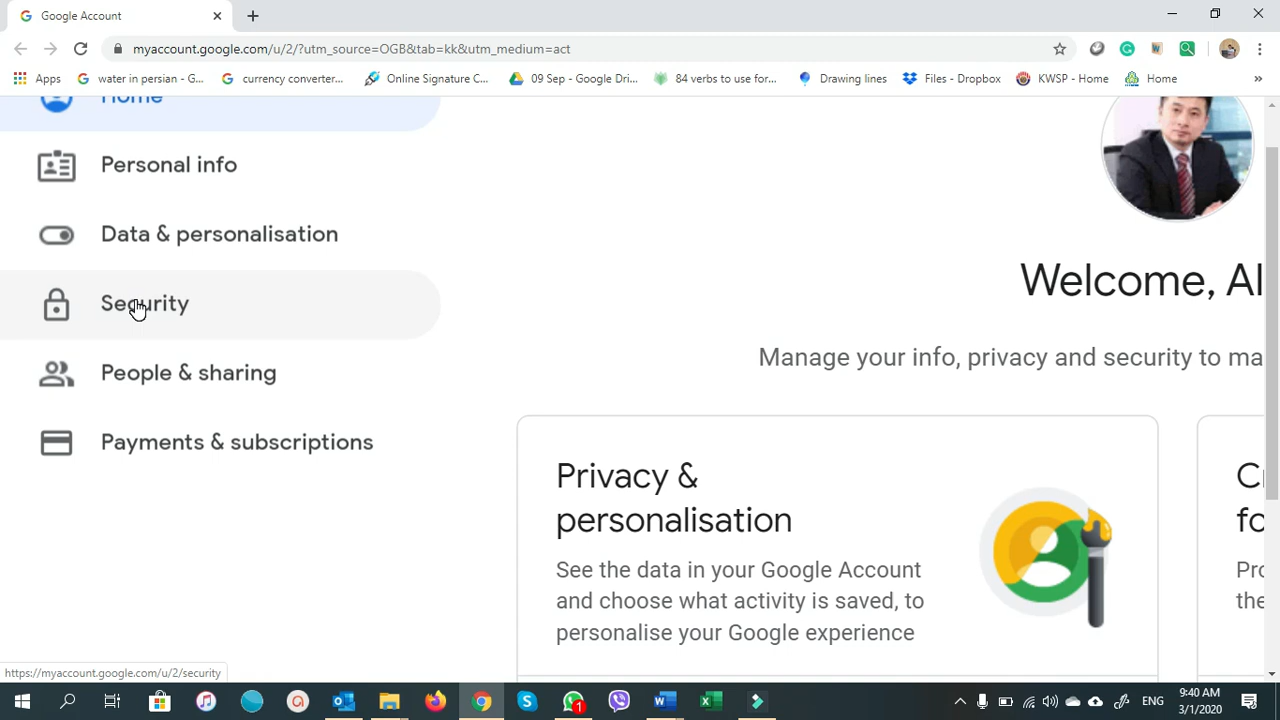 Google Account
myaccount.google.com/u/2/?utm_source=OGB&tab=kk&utm_medium=act
Apps
water in persian - G...
currency converter...
Online Signature C...
09 Sep - Google Dri...
84 verbs to use for...
Drawing lines
Files - Dropbox
KWSP - Home
Home
»
Home
Personal info
Data & personalisation
Security
People & sharing
Payments & subscriptions
Welcome, Al
Manage your info, privacy and security to ma
Privacy &
personalisation
See the data in your Google Account
and choose what activity is saved, to
personalise your Google experience
https://myaccount.google.com/u/2/security
1
ENG
9:40 AM
3/1/2020